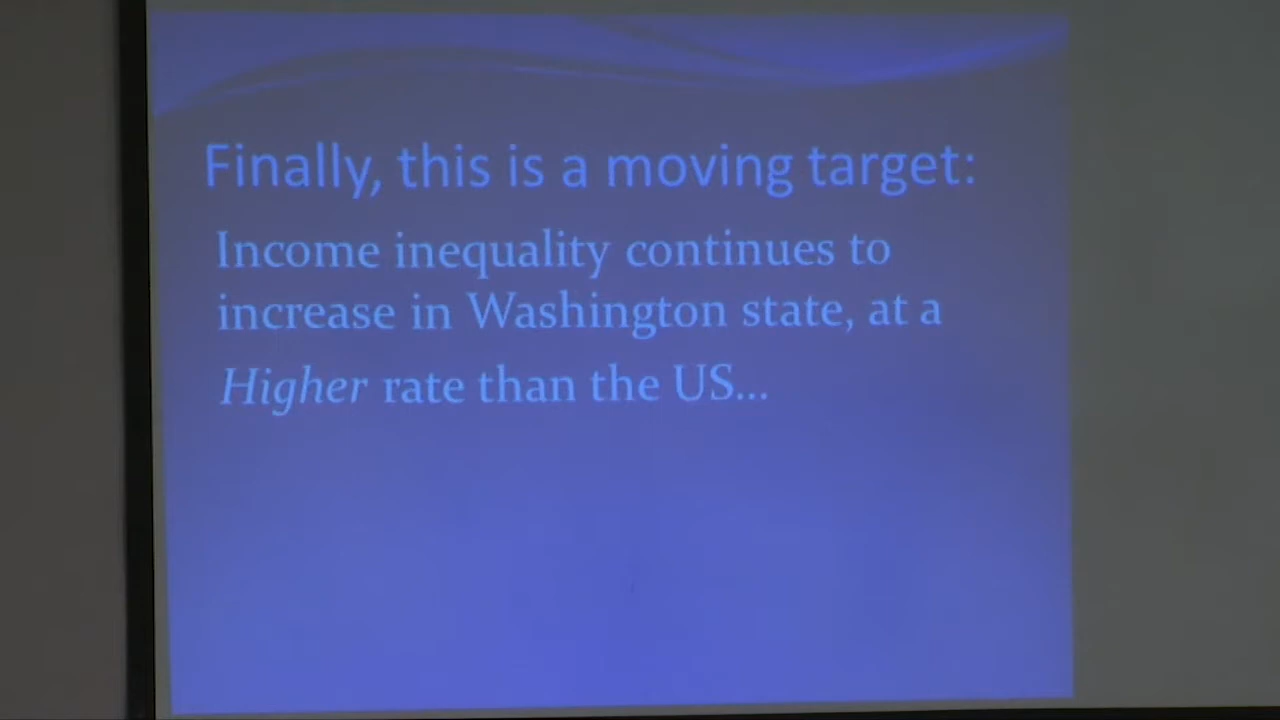 Finally, this is a moving target:
Income inequality continues to
increase in Washington state, at a
Higher rate than the US...